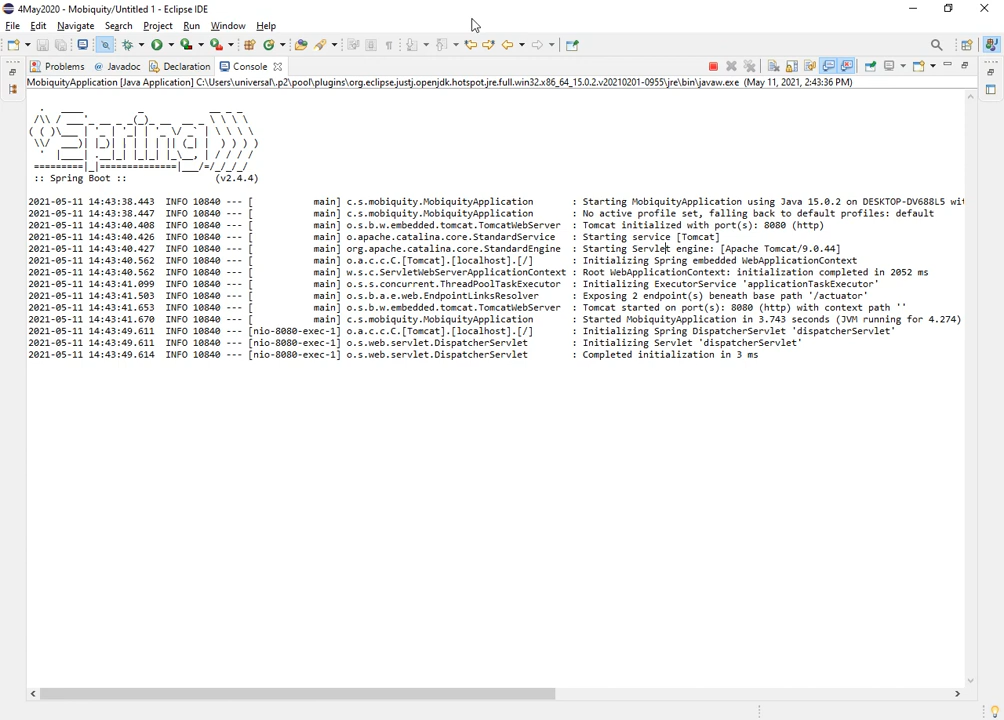 4May2020 - Mobiquity/Untitled 1 - Eclipse IDE
File Edit Navigate Search Project Run Window Help
Problems @ Javadoc Declaration Console
MobiquityApplication [Java Application] C:\Users\universal\.p2\pool\plugins\org.eclipse.justj.openjdk.hotspot.jre.full.win32.x86_64_15.0.2.v20210201-0955\jre\bin\javaw.exe (May 11, 2021, 2:43:36 PM)
  .   ____          _            __ _ _
 /\\ / ___'_ __ _ _(_)_ __  __ _ \ \ \ \
( ( )\___ | '_ | '_| | '_ \/ _` | \ \ \ \
 \\/  ___)| |_)| | | | | || (_| |  ) ) ) )
  '  |____| .__|_| |_|_| |_\__, | / / / /
 =========|_|==============|___/=/_/_/_/
 :: Spring Boot ::                (v2.4.4)
2021-05-11 14:43:38.443  INFO 10840 --- [           main] c.s.mobiquity.MobiquityApplication       : Starting MobiquityApplication using Java 15.0.2 on DESKTOP-DV688L5 wit
2021-05-11 14:43:38.447  INFO 10840 --- [           main] c.s.mobiquity.MobiquityApplication       : No active profile set, falling back to default profiles: default
2021-05-11 14:43:40.408  INFO 10840 --- [           main] o.s.b.w.embedded.tomcat.TomcatWebServer  : Tomcat initialized with port(s): 8080 (http)
2021-05-11 14:43:40.426  INFO 10840 --- [           main] o.apache.catalina.core.StandardService   : Starting service [Tomcat]
2021-05-11 14:43:40.427  INFO 10840 --- [           main] org.apache.catalina.core.StandardEngine  : Starting Servlet engine: [Apache Tomcat/9.0.44]
2021-05-11 14:43:40.562  INFO 10840 --- [           main] o.a.c.c.C.[Tomcat].[localhost].[/]       : Initializing Spring embedded WebApplicationContext
2021-05-11 14:43:40.562  INFO 10840 --- [           main] w.s.c.ServletWebServerApplicationContext : Root WebApplicationContext: initialization completed in 2052 ms
2021-05-11 14:43:41.099  INFO 10840 --- [           main] o.s.s.concurrent.ThreadPoolTaskExecutor  : Initializing ExecutorService 'applicationTaskExecutor'
2021-05-11 14:43:41.503  INFO 10840 --- [           main] o.s.b.a.e.web.EndpointLinksResolver      : Exposing 2 endpoint(s) beneath base path '/actuator'
2021-05-11 14:43:41.653  INFO 10840 --- [           main] o.s.b.w.embedded.tomcat.TomcatWebServer  : Tomcat started on port(s): 8080 (http) with context path ''
2021-05-11 14:43:41.670  INFO 10840 --- [           main] c.s.mobiquity.MobiquityApplication       : Started MobiquityApplication in 3.743 seconds (JVM running for 4.274)
2021-05-11 14:43:49.611  INFO 10840 --- [nio-8080-exec-1] o.a.c.c.C.[Tomcat].[localhost].[/]       : Initializing Spring DispatcherServlet 'dispatcherServlet'
2021-05-11 14:43:49.611  INFO 10840 --- [nio-8080-exec-1] o.s.web.servlet.DispatcherServlet        : Initializing Servlet 'dispatcherServlet'
2021-05-11 14:43:49.614  INFO 10840 --- [nio-8080-exec-1] o.s.web.servlet.DispatcherServlet        : Completed initialization in 3 ms